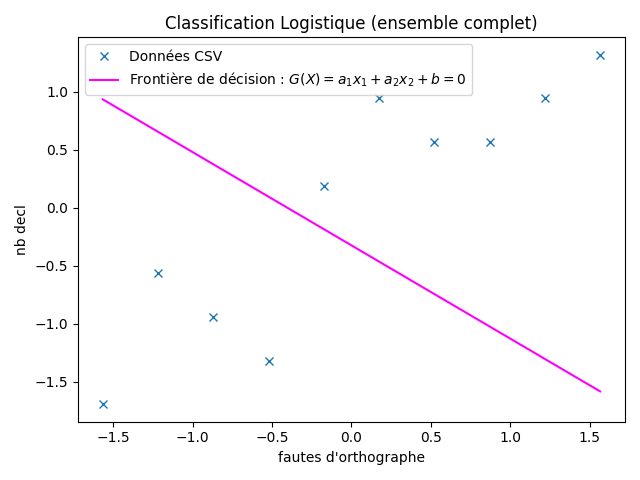 Classification Logistique (ensemble complet)
Données CSV
Frontière de décision : G(X) = a₁x₁ + a₂x₂ + b = 0
1.0
0.5
0.0
−0.5
−1.0
−1.5
nb decl
−1.5 −1.0 −0.5 0.0 0.5 1.0 1.5
fautes d'orthographe